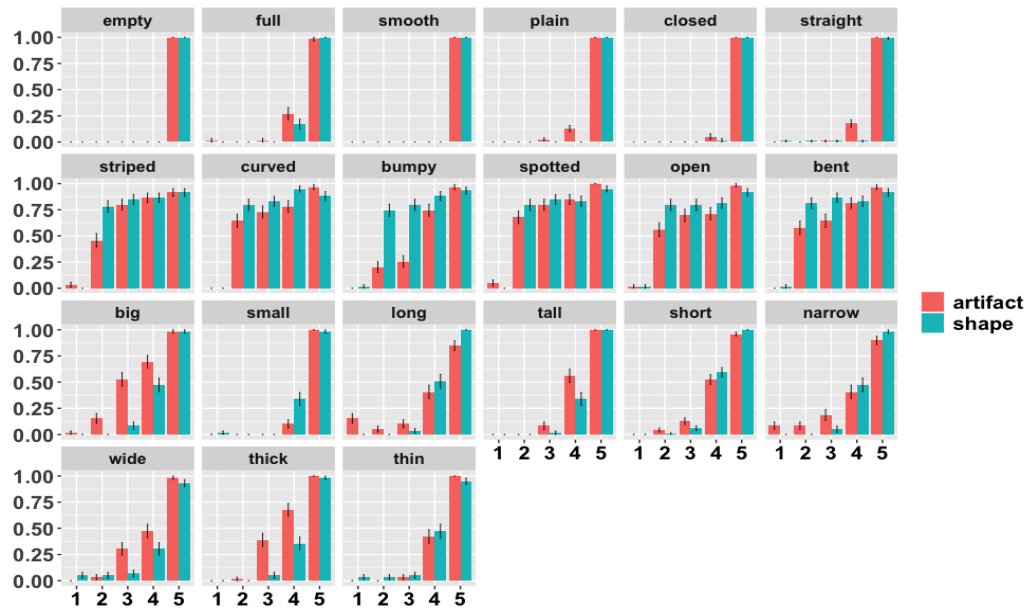 empty full smooth plain closed straight
1.00
0.75
0.50
0.25
0.00
striped curved bumpy spotted open bent
1.00
0.75
0.50
0.25
0.00
artifact
shape
big small long tall short narrow
1.00
0.75
0.50
0.25
0.00
1 2 3 4 5 1 2 3 4 5 1 2 3 4 5
wide thick thin
1.00
0.75
0.50
0.25
0.00
1 2 3 4 5 1 2 3 4 5 1 2 3 4 5